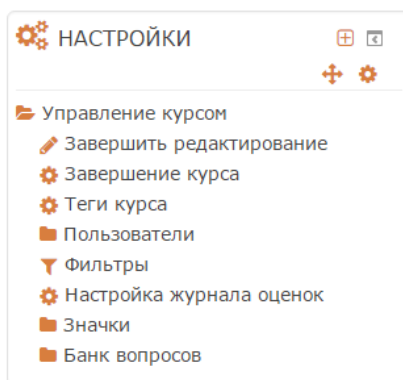 НАСТРОЙКИ
Управление курсом
Завершить редактирование
Завершение курса
Теги курса
Пользователи
Фильтры
Настройка журнала оценок
Значки
Банк вопросов